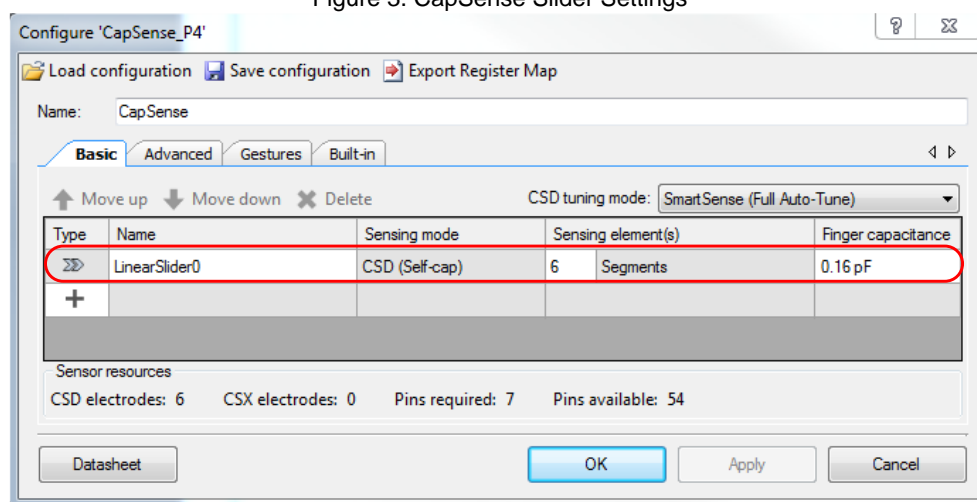 Figure 3. CapSense Slider Settings
Configure 'CapSense_P4'
Load configuration Save configuration Export Register Map
Name: CapSense
Basic Advanced Gestures Built-in
Move up Move down Delete CSD tuning mode: SmartSense (Full Auto-Tune)
Type Name Sensing mode Sensing element(s) Finger capacitance
LinearSlider0 CSD (Self-cap) 6 Segments 0.16 pF
Sensor resources
CSD electrodes: 6 CSX electrodes: 0 Pins required: 7 Pins available: 54
Datasheet OK Apply Cancel